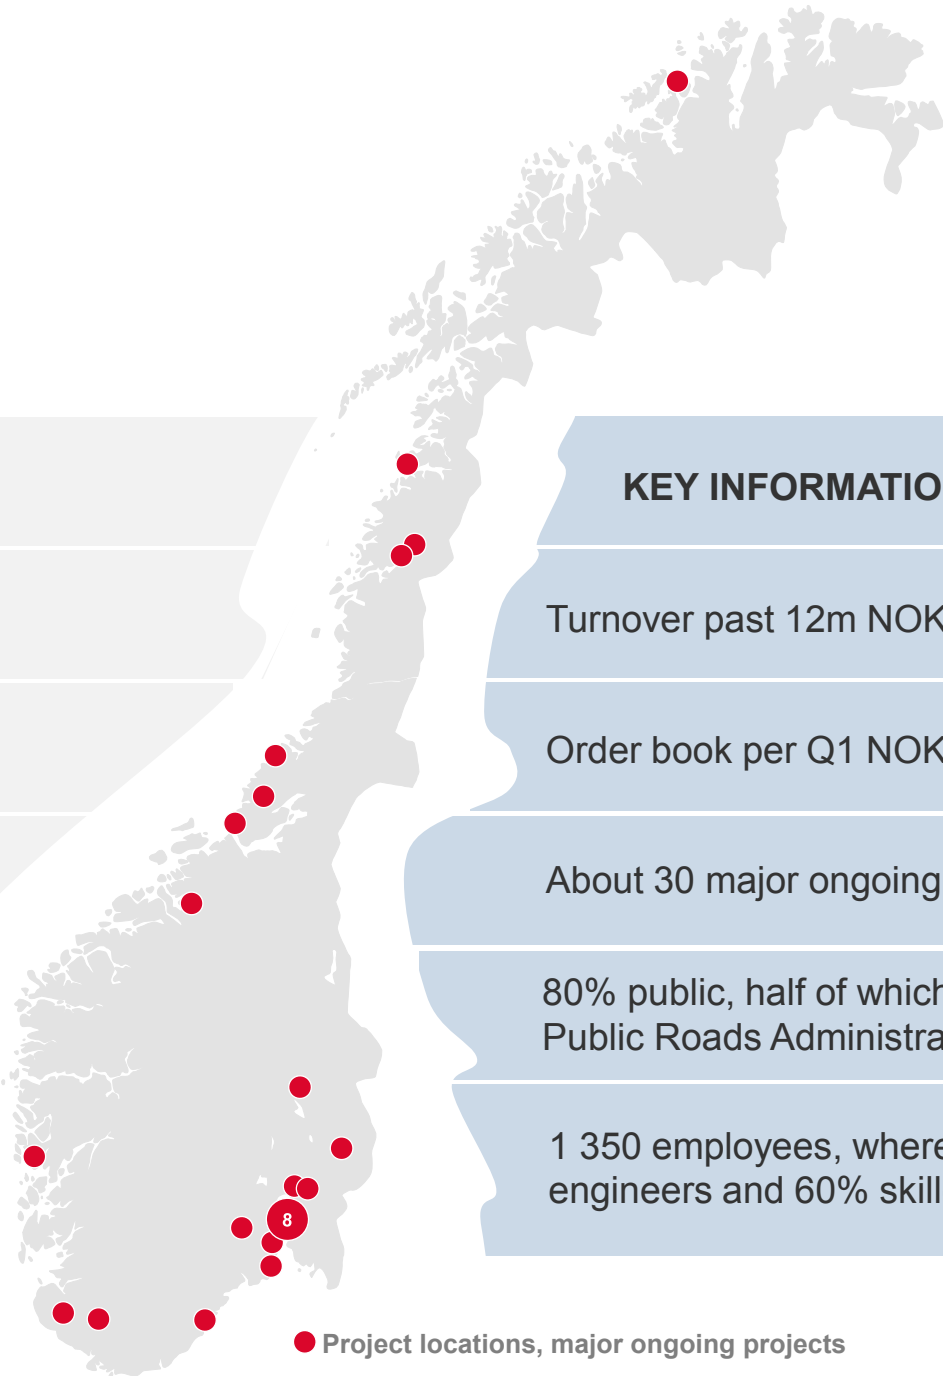 KEY INFORMATIO
Turnover past 12m NOK
Order book per Q1 NOK
About 30 major ongoing
80% public, half of which
Public Roads Administra
1 350 employees, where
engineers and 60% skill
8
Project locations, major ongoing projects